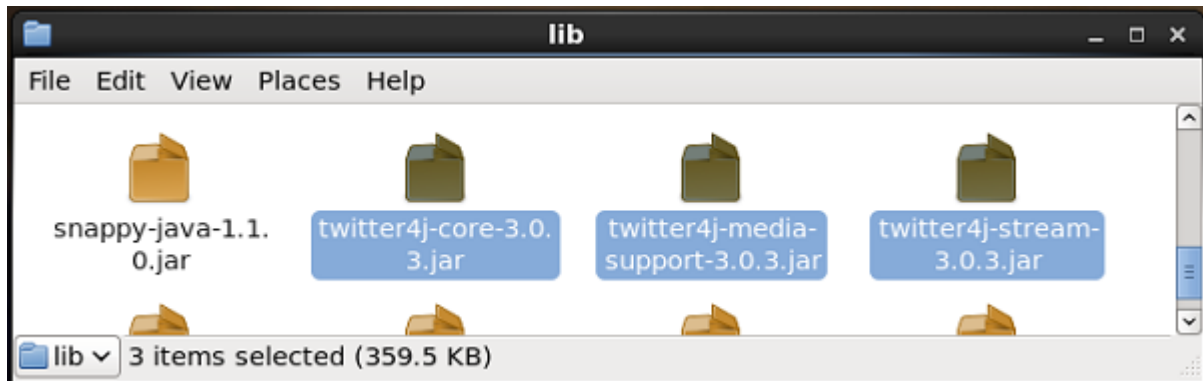 lib
File Edit View Places Help
snappy-java-1.1.
0.jar
twitter4j-core-3.0.
3.jar
twitter4j-media-
support-3.0.3.jar
twitter4j-stream-
3.0.3.jar
lib 3 items selected (359.5 KB)